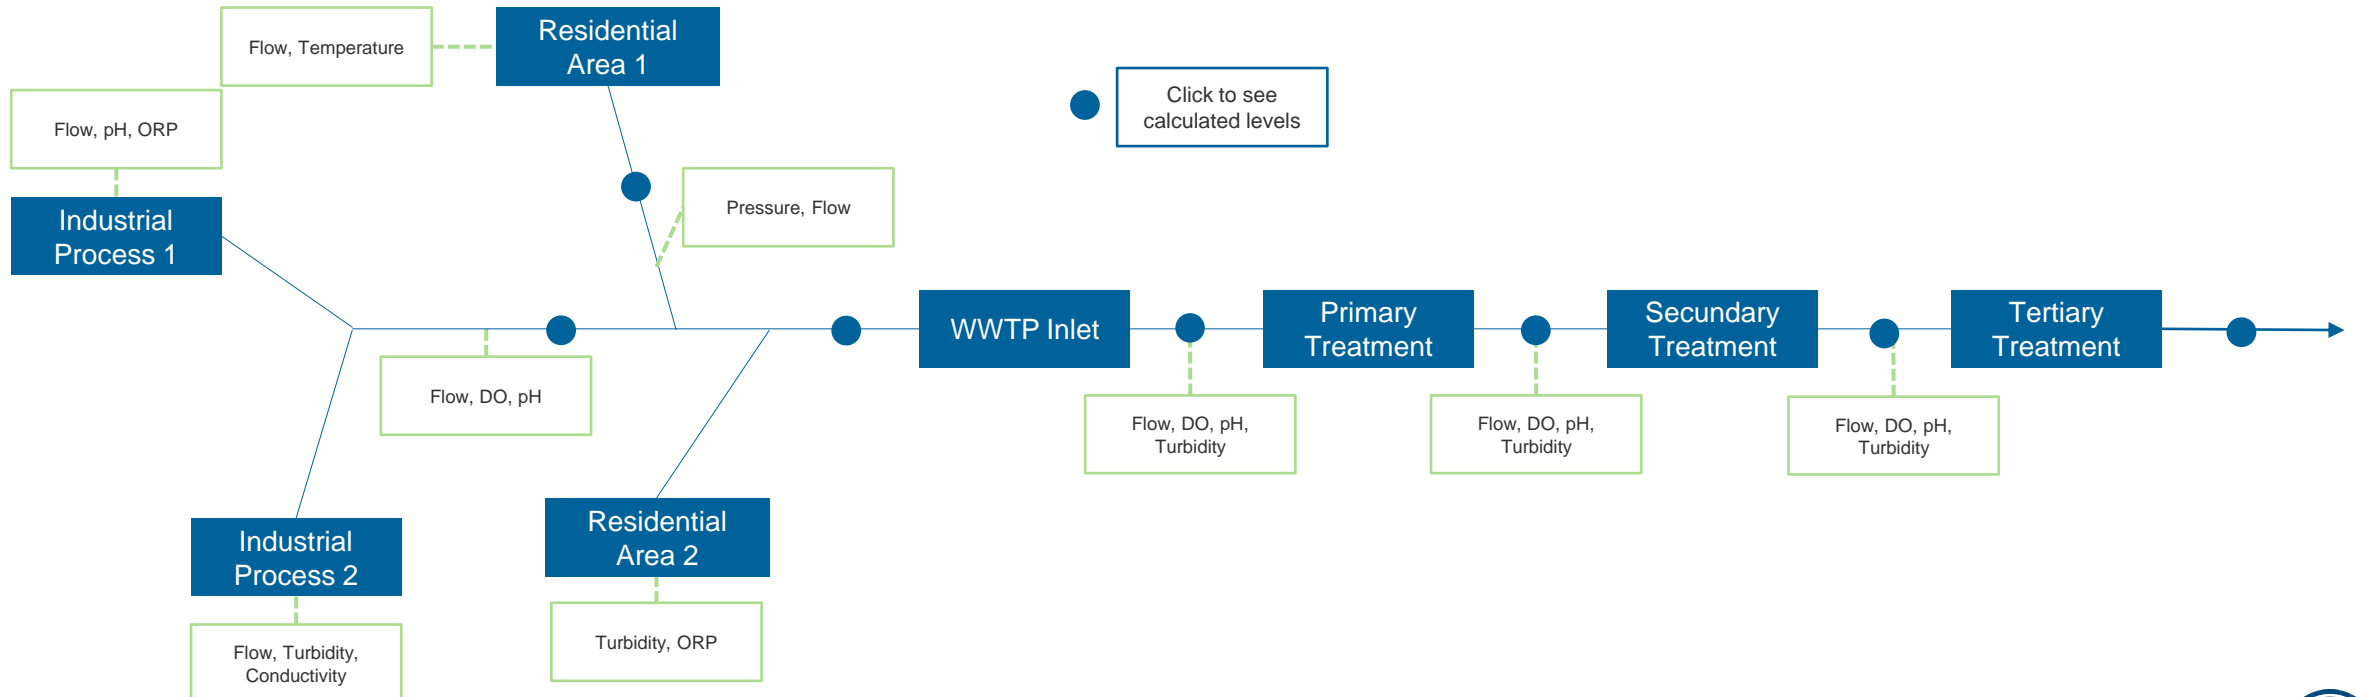 Residential
Area 1
Flow, Temperature
Click to see
calculated levels
Flow, pH, ORP
Pressure, Flow
Industrial
Process 1
WWTP Inlet
Primary
Treatment
Secundary
Treatment
Tertiary
Treatment
Flow, DO, pH
Flow, DO, pH,
Turbidity
Flow, DO, pH,
Turbidity
Flow, DO, pH,
Turbidity
Residential
Area 2
Industrial
Process 2
Turbidity, ORP
Flow, Turbidity,
Conductivity